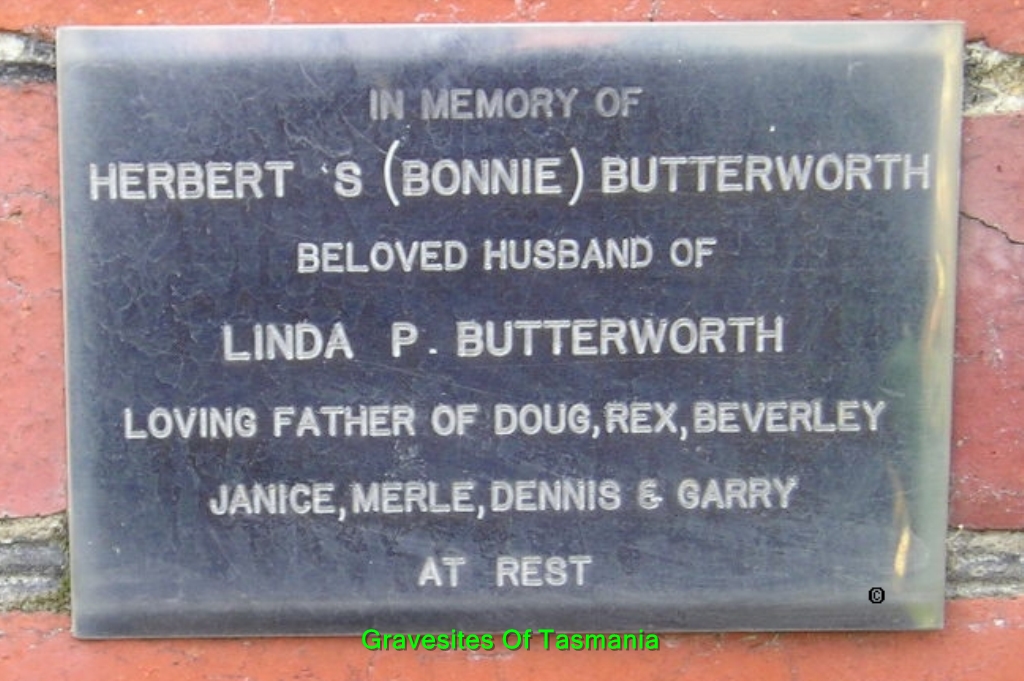 IN MEMORY OF
HERBERT 'S (BONNIE) BUTTERWORTH
BELOVED HUSBAND OF
LINDA P. BUTTERWORTH
LOVING FATHER OF DOUG, REX, BEVERLEY
JANICE, MERLE, DENNIS & GARRY
AT REST
©
Gravesites Of Tasmania